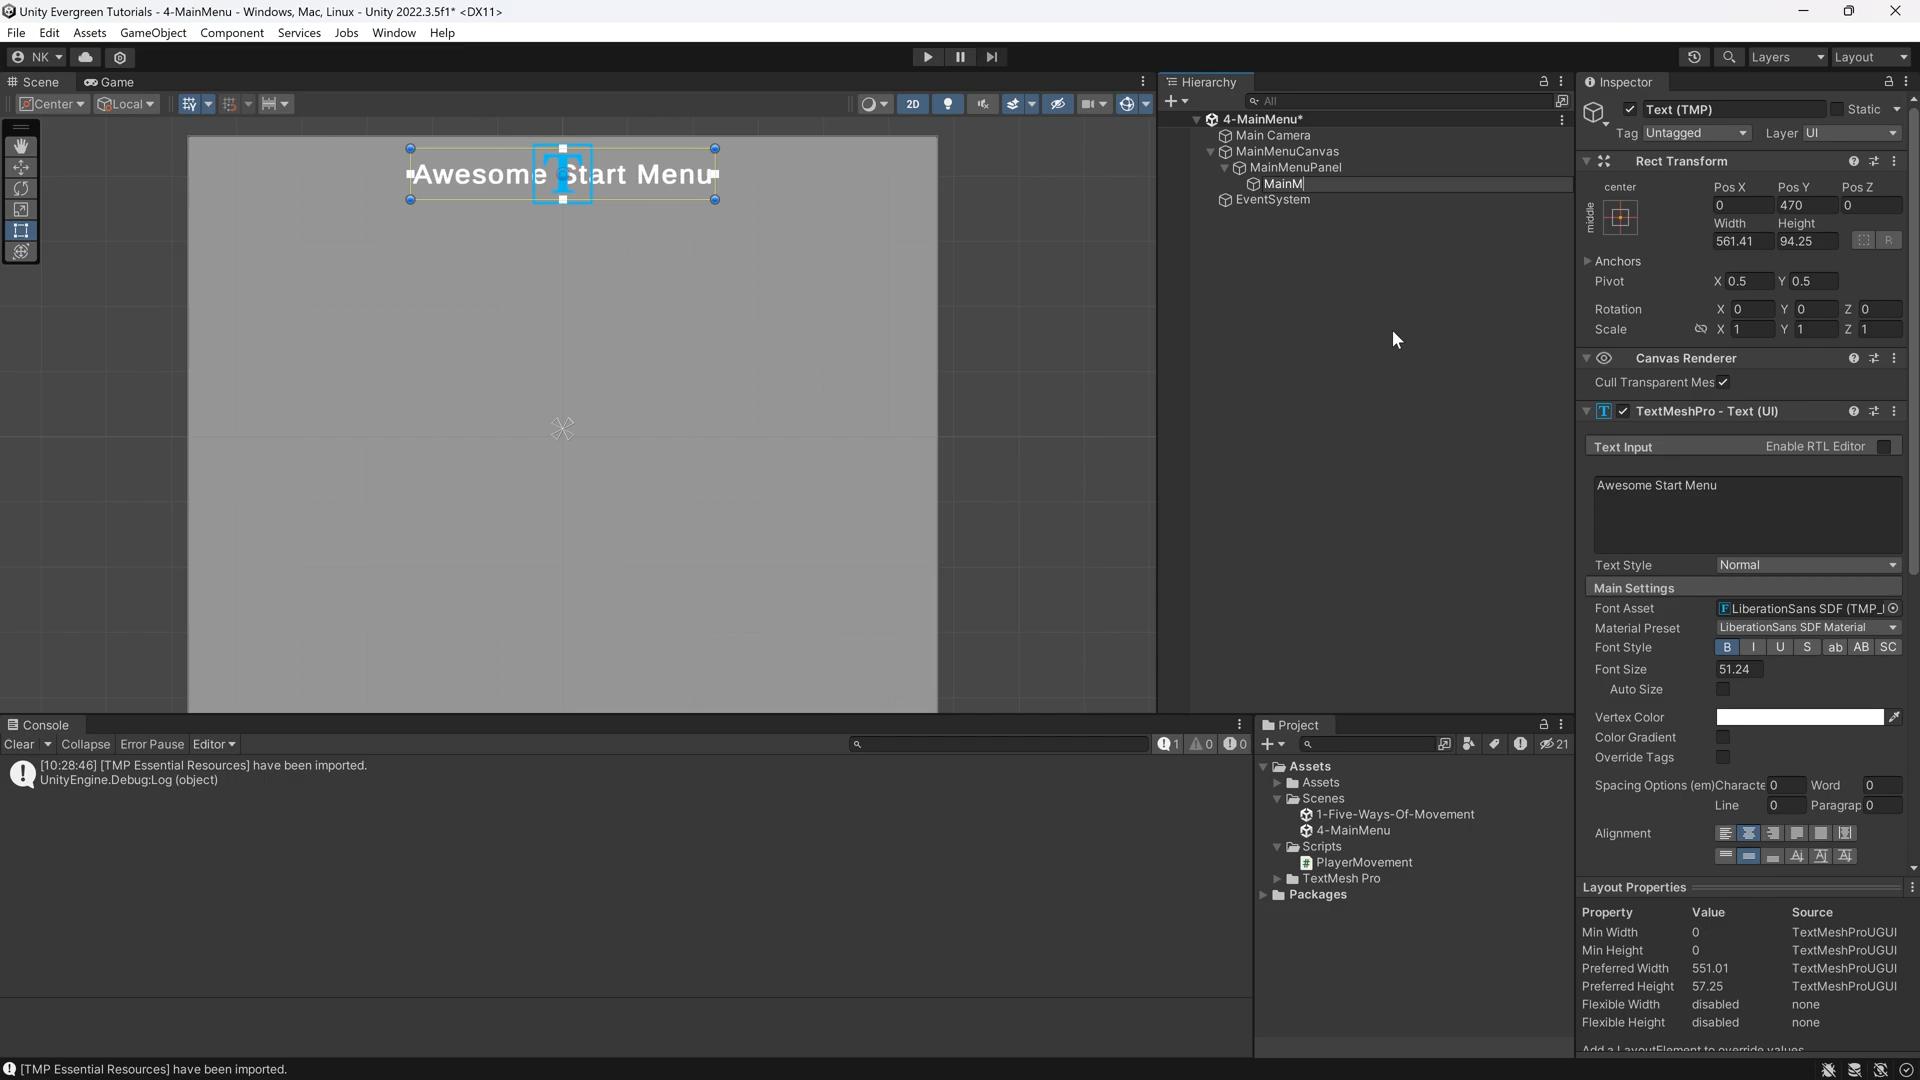 Unity Evergreen Tutorials - 4-MainMenu - Windows, Mac, Linux - Unity 2022.3.5f1* <DX11>
File Edit Assets GameObject Component Services Jobs Window Help
NK Layers Layout
Scene Game
Center Local 2D
Awesome Start Menu
Hierarchy
All
4-MainMenu*
Main Camera
MainMenuCanvas
MainMenuPanel
MainM
EventSystem
Inspector
Text (TMP) Static
Tag Untagged Layer UI
Rect Transform
center Pos X Pos Y Pos Z
middle 0 470 0
Width Height
561.41 94.25 R
Anchors
Pivot X 0.5 Y 0.5
Rotation X 0 Y 0 Z 0
Scale X 1 Y 1 Z 1
Canvas Renderer
Cull Transparent Mes
T TextMeshPro - Text (UI)
Text Input Enable RTL Editor
Awesome Start Menu
Text Style Normal
Main Settings
Font Asset F LiberationSans SDF (TMP_
Material Preset LiberationSans SDF Material
Font Style B I U S ab AB SC
Font Size 51.24
Auto Size
Vertex Color
Color Gradient
Override Tags
Spacing Options (em) Characte 0 Word 0
Line 0 Paragrap 0
Alignment
Layout Properties
Property Value Source
Min Width 0 TextMeshProUGUI
Min Height 0 TextMeshProUGUI
Preferred Width 551.01 TextMeshProUGUI
Preferred Height 57.25 TextMeshProUGUI
Flexible Width disabled none
Flexible Height disabled none
Add a LayoutElement to override values
Console
Clear Collapse Error Pause Editor 1 0 0
[10:28:46] [TMP Essential Resources] have been imported.
UnityEngine.Debug:Log (object)
Project
21
Assets
Assets
Scenes
1-Five-Ways-Of-Movement
4-MainMenu
Scripts
# PlayerMovement
TextMesh Pro
Packages
[TMP Essential Resources] have been imported.